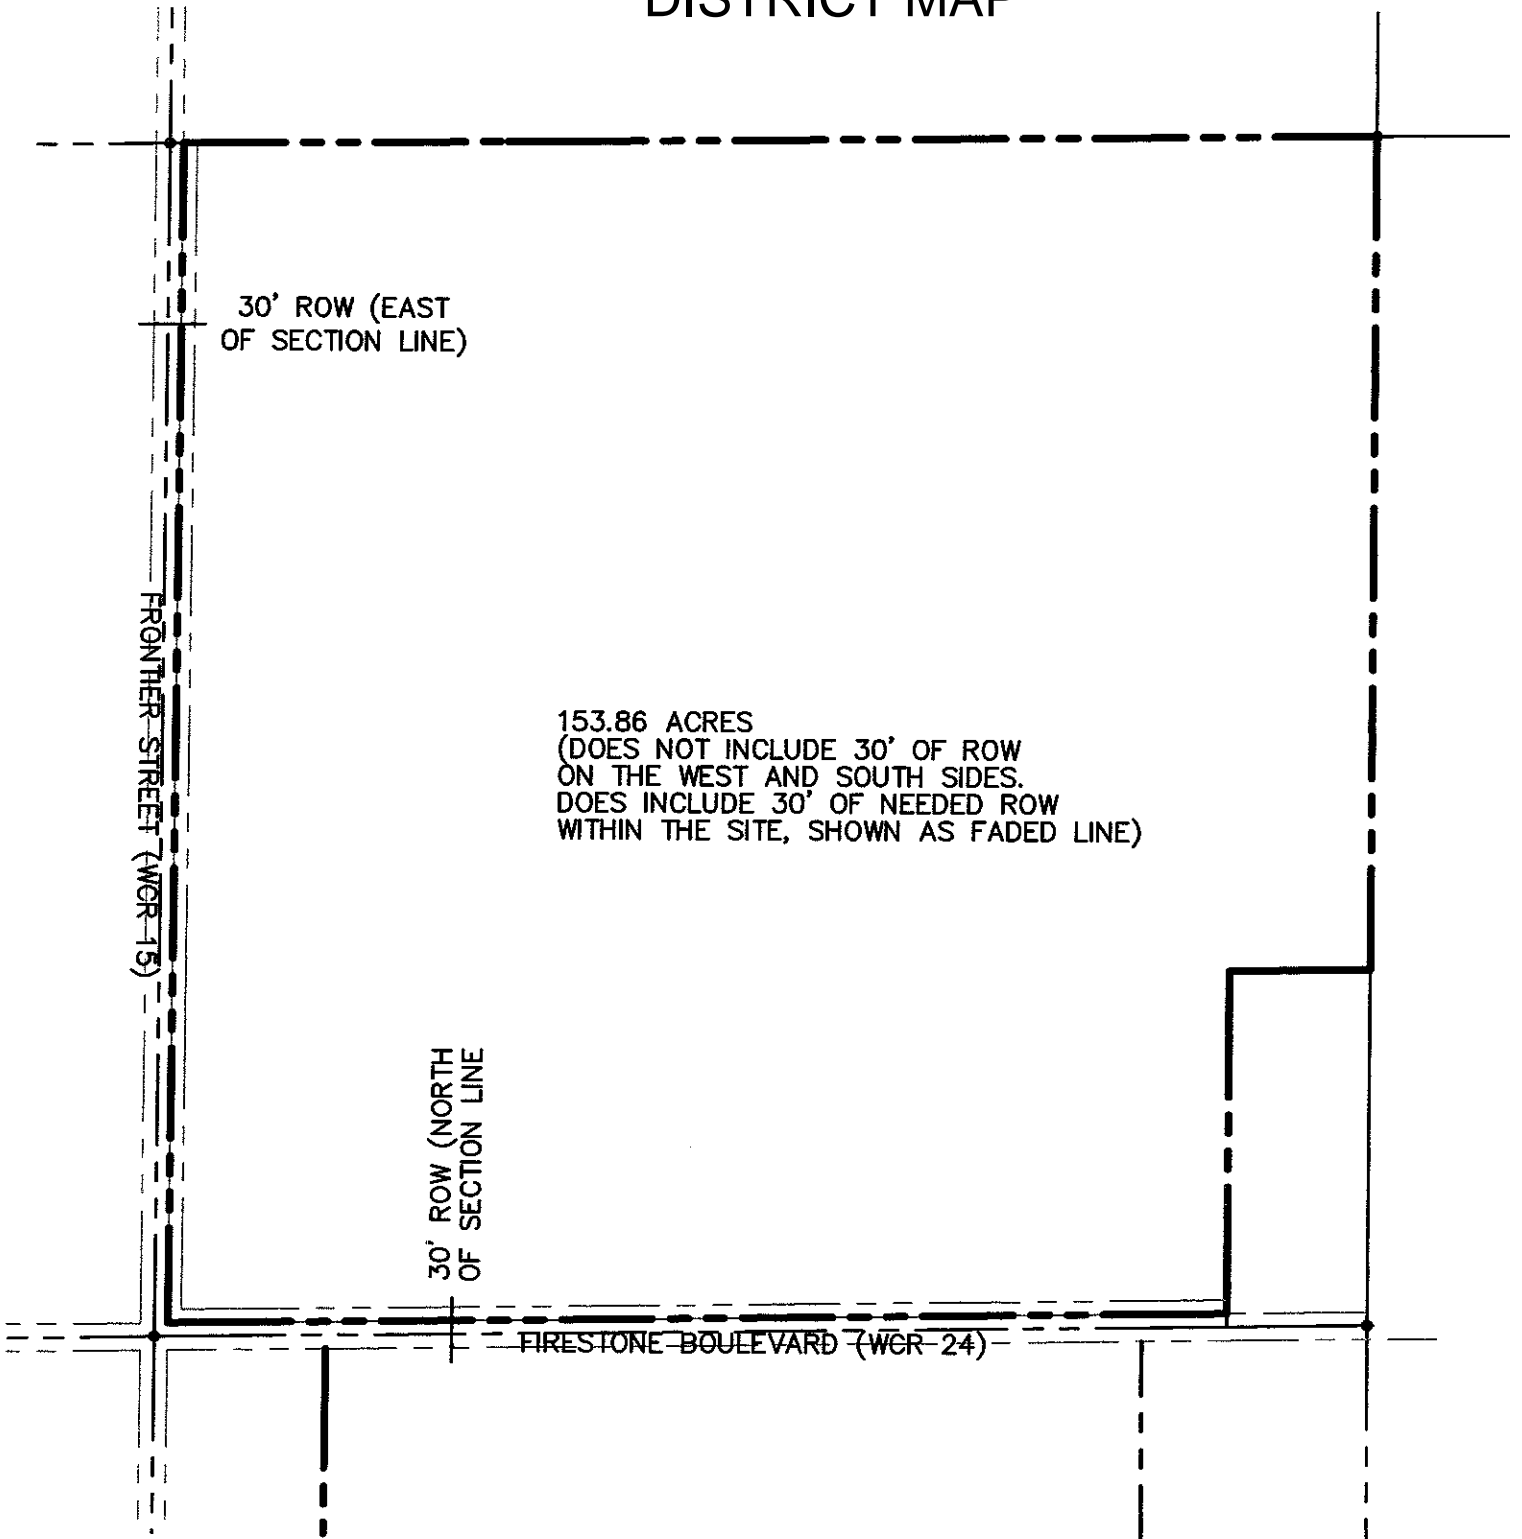 DISTRICT MAP
30' ROW (EAST
OF SECTION LINE)
FRONTIER STREET (WCR 15)
153.86 ACRES
(DOES NOT INCLUDE 30' OF ROW
ON THE WEST AND SOUTH SIDES.
DOES INCLUDE 30' OF NEEDED ROW
WITHIN THE SITE, SHOWN AS FADED LINE)
30' ROW (NORTH
OF SECTION LINE
FIRESTONE BOULEVARD (WCR 24)